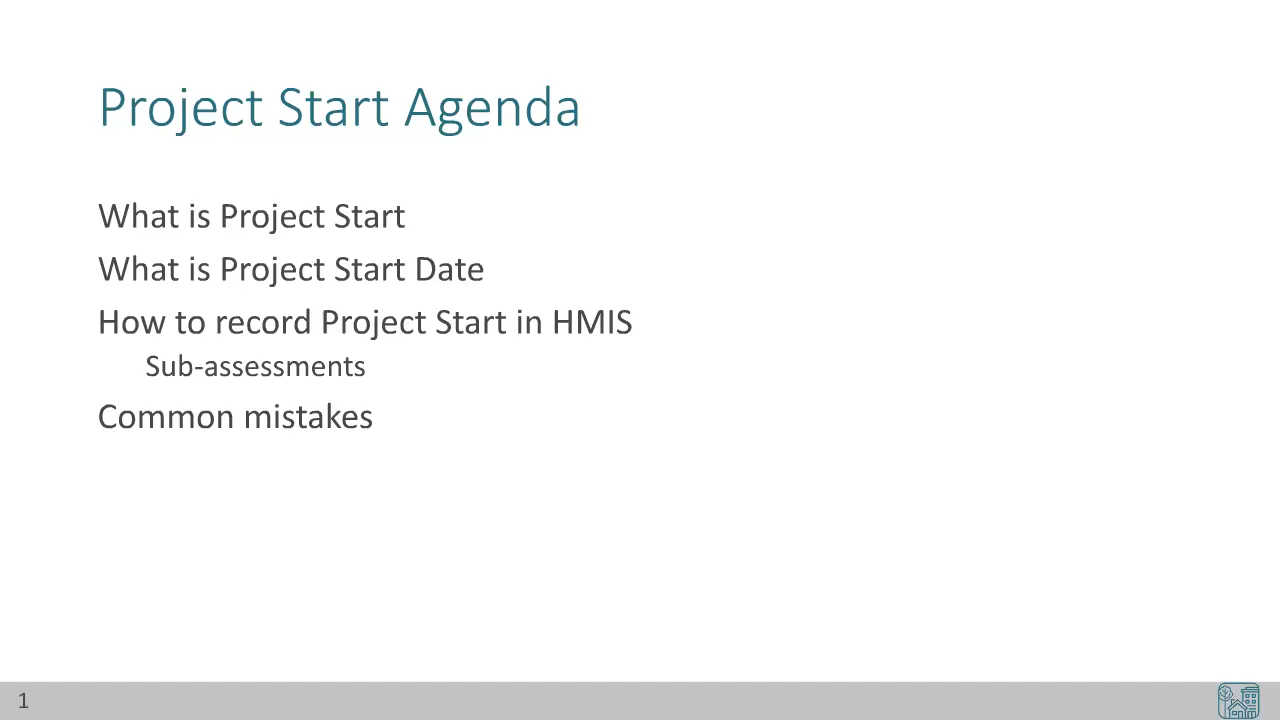 Project Start Agenda
What is Project Start
What is Project Start Date
How to record Project Start in HMIS
Sub-assessments
Common mistakes
1